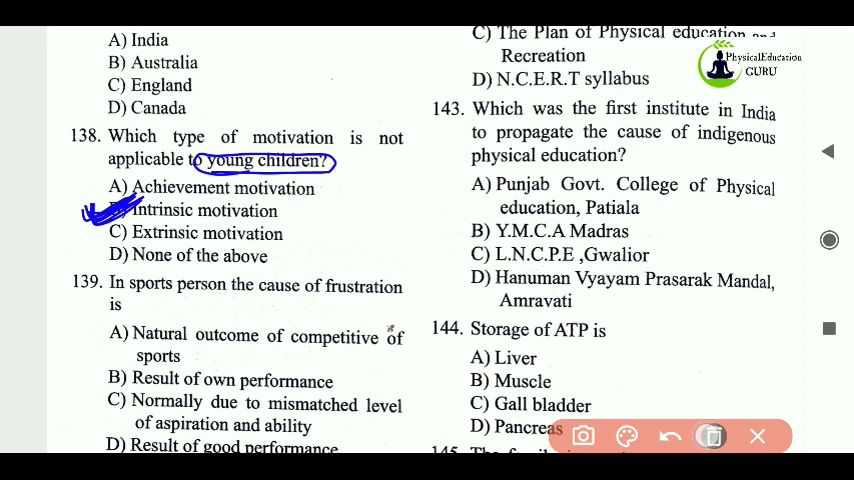 A) India
B) Australia
C) England
D) Canada
138. Which type of motivation is not
applicable to young children?
A) Achievement motivation
Intrinsic motivation
C) Extrinsic motivation
D) None of the above
139. In sports person the cause of frustration
is
A) Natural outcome of competitive of
sports
B) Result of own performance
C) Normally due to mismatched level
of aspiration and ability
D) Result of good performance
C) The Plan of Physical education and
Recreation
D) N.C.E.R.T syllabus
PhysicalEducation
GURU
143. Which was the first institute in India
to propagate the cause of indigenous
physical education?
A) Punjab Govt. College of Physical
education, Patiala
B) Y.M.C.A Madras
C) L.N.C.P.E ,Gwalior
D) Hanuman Vyayam Prasarak Mandal,
Amravati
144. Storage of ATP is
A) Liver
B) Muscle
C) Gall bladder
D) Pancreas
145. The